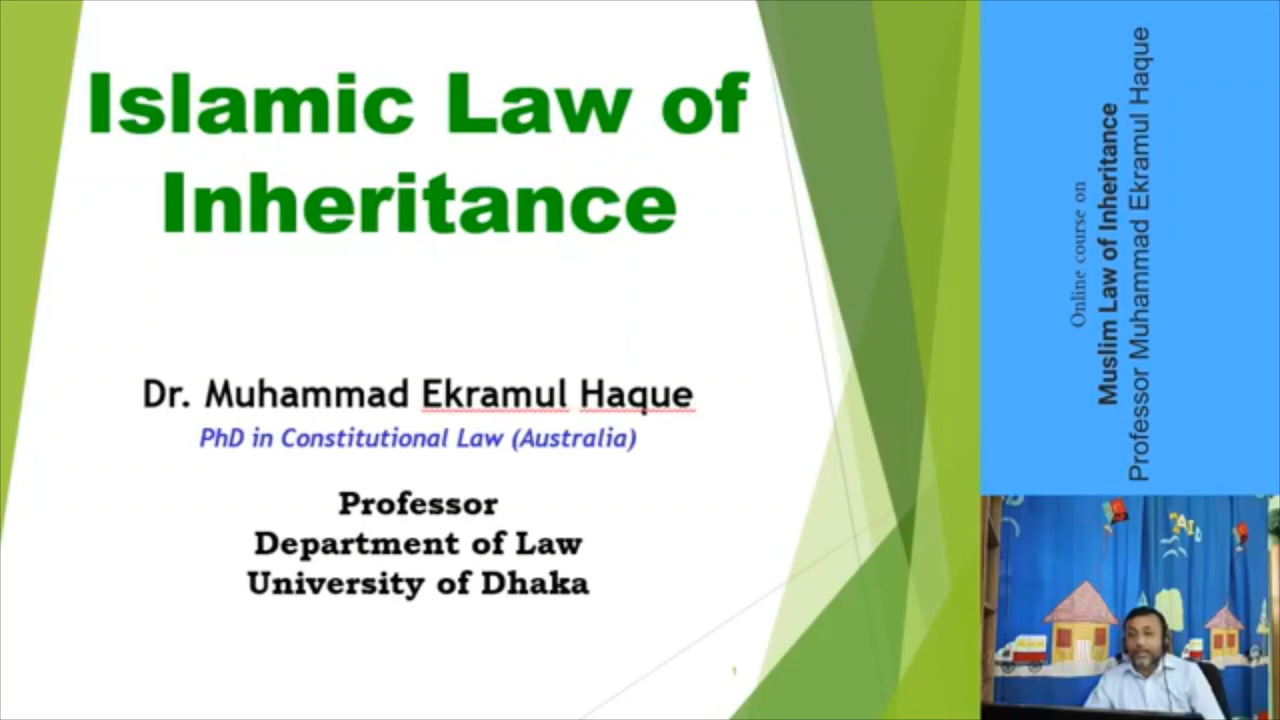 Islamic Law of
Inheritance
Dr. Muhammad Ekramul Haque
PhD in Constitutional Law (Australia)
Professor
Department of Law
University of Dhaka
1
Online course on
Muslim Law of Inheritance
Professor Muhammad Ekramul Haque